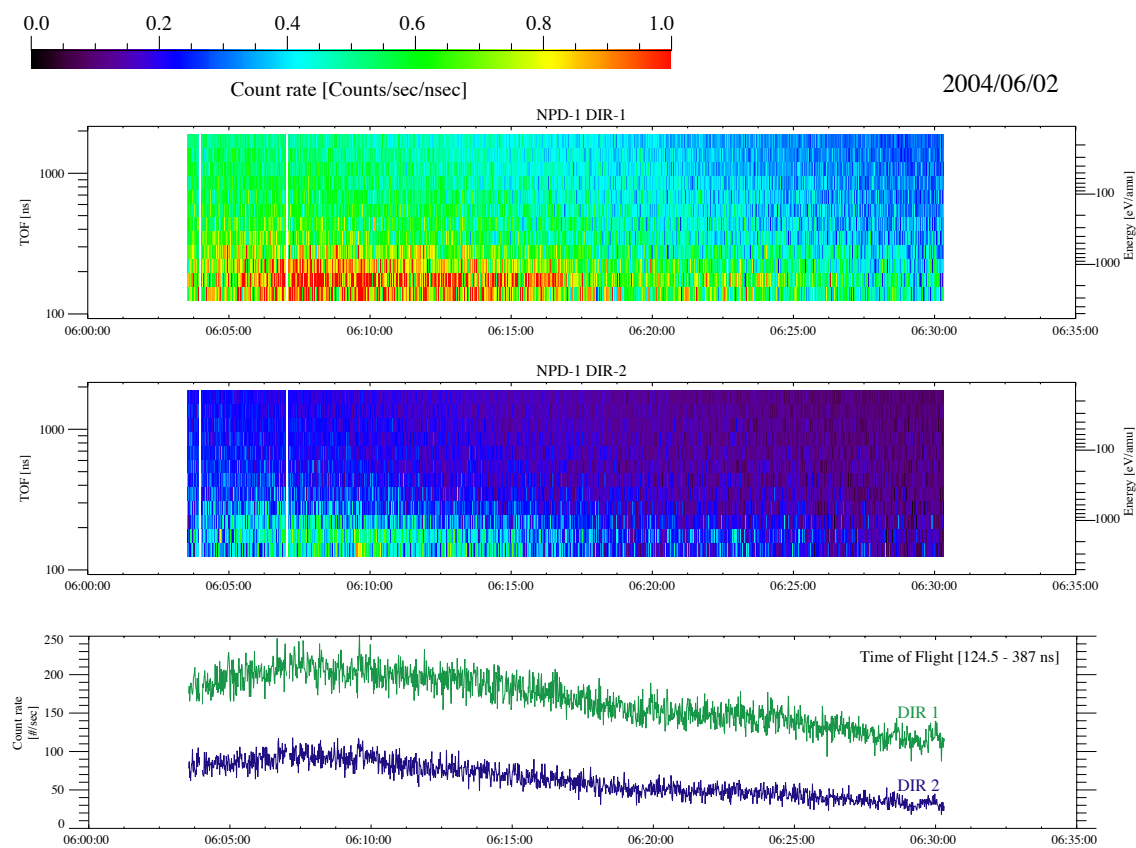 0.0 0.2 0.4 0.6 0.8 1.0
Count rate [Counts/sec/nsec]
2004/06/02
NPD-1 DIR-1
TOF [ns]
1000
100
100
1000
Energy [eV/amu]
06:00:00 06:05:00 06:10:00 06:15:00 06:20:00 06:25:00 06:30:00 06:35:00
NPD-1 DIR-2
TOF [ns]
1000
100
100
1000
Energy [eV/amu]
06:00:00 06:05:00 06:10:00 06:15:00 06:20:00 06:25:00 06:30:00 06:35:00
Count rate
[#/sec]
250
200
150
100
50
0
Time of Flight [124.5 - 387 ns]
DIR 1
DIR 2
06:00:00 06:05:00 06:10:00 06:15:00 06:20:00 06:25:00 06:30:00 06:35:00